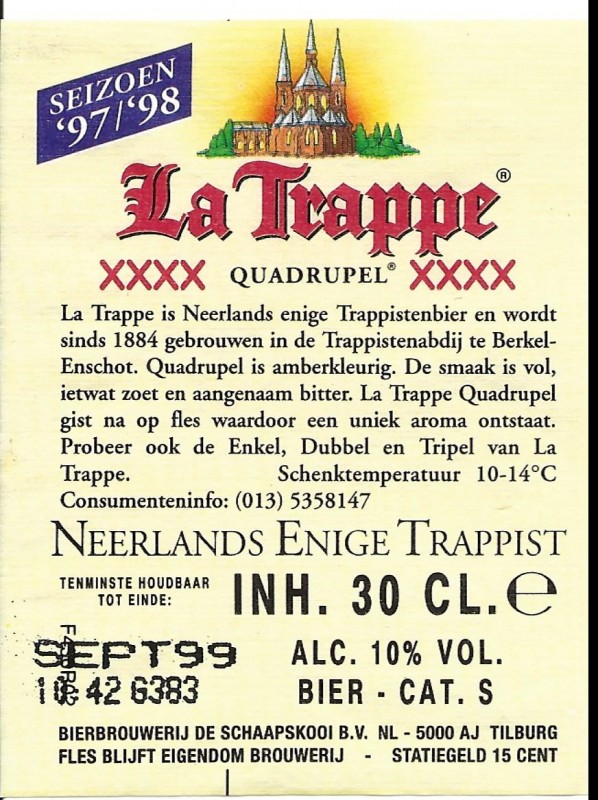 SEIZOEN
'97/'98
La Trappe®
XXXX QUADRUPEL® XXXX
La Trappe is Neerlands enige Trappistenbier en wordt
sinds 1884 gebrouwen in de Trappistenabdij te Berkel-
Enschot. Quadrupel is amberkleurig. De smaak is vol,
ietwat zoet en aangenaam bitter. La Trappe Quadrupel
gist na op fles waardoor een uniek aroma ontstaat.
Probeer ook de Enkel, Dubbel en Tripel van La
Trappe. Schenktemperatuur 10-14°C
Consumenteninfo: (013) 5358147
NEERLANDS ENIGE TRAPPIST
TENMINSTE HOUDBAAR
TOT EINDE:
INH. 30 CL. ℮
SEPT99
10 42 6383
ALC. 10% VOL.
BIER - CAT. S
BIERBROUWERIJ DE SCHAAPSKOOI B.V. NL - 5000 AJ TILBURG
FLES BLIJFT EIGENDOM BROUWERIJ - STATIEGELD 15 CENT